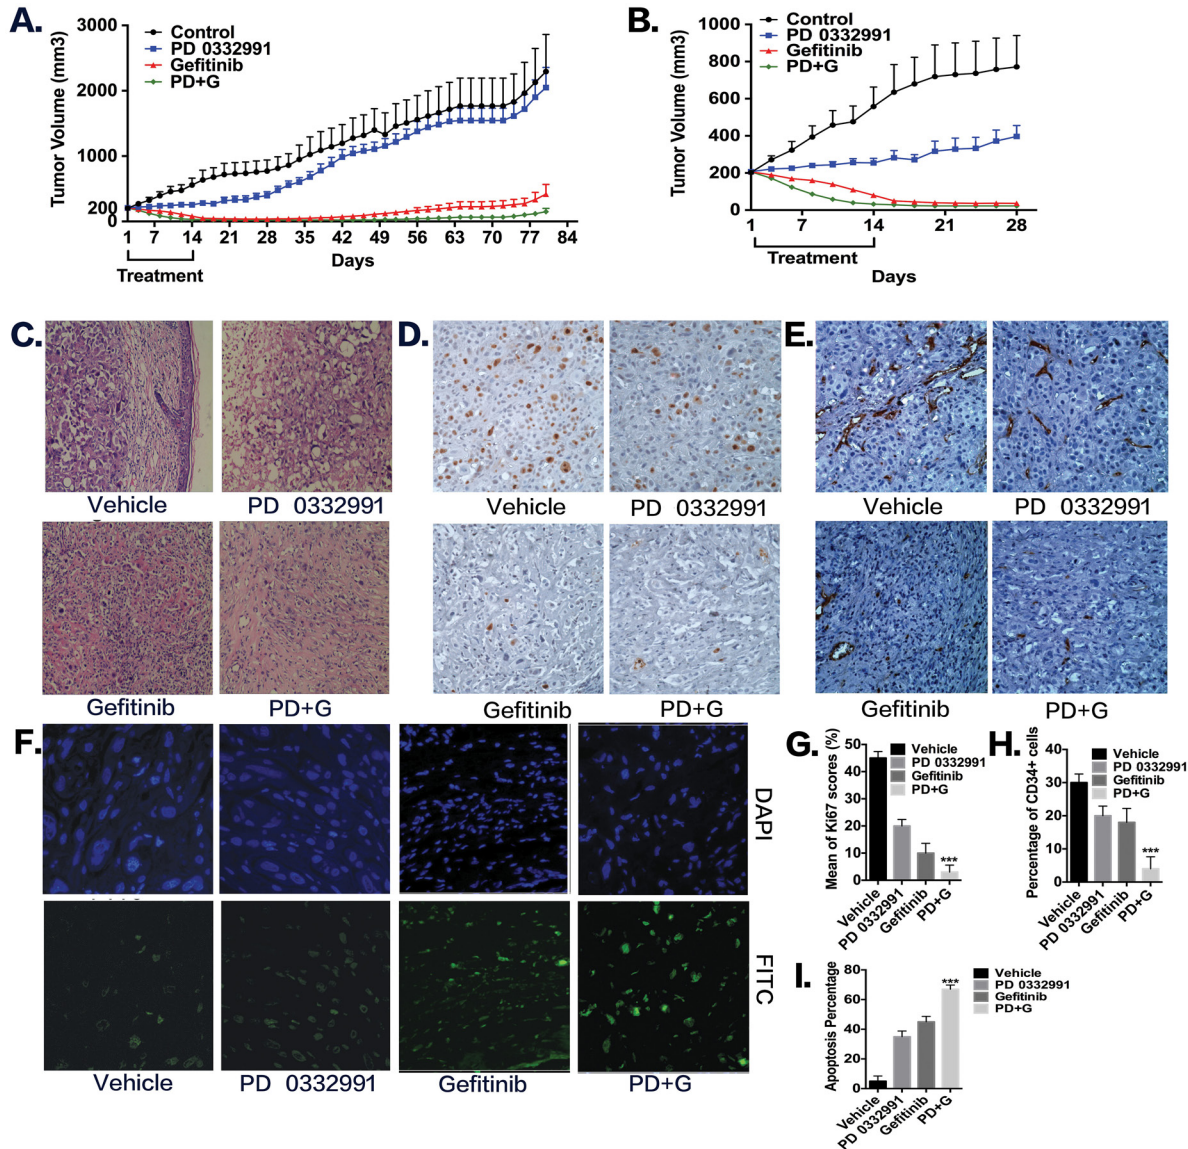 A.
Tumor Volume (mm3)
3000
2000
1000
200
0
Control
PD 0332991
Gefitinib
PD+G
1 7 14 21 28 35 42 49 56 63 70 77 84
Treatment
Days
B.
Tumor Volume (mm3)
1000
800
600
400
200
0
Control
PD 0332991
Gefitinib
PD+G
1 7 14 21 28
Treatment
Days
C.
Vehicle PD 0332991
Gefitinib PD+G
D.
Vehicle PD 0332991
Gefitinib PD+G
E.
Vehicle PD 0332991
Gefitinib PD+G
F.
DAPI
FITC
Vehicle PD 0332991 Gefitinib PD+G
G.
Mean of Ki67 scores (%)
50
40
30
20
10
0
Vehicle
PD 0332991
Gefitinib
PD+G
***
Vehicle PD 0332991 Gefitinib PD+G
H.
Percentage of CD34+ cells
40
30
20
10
0
Vehicle
PD 0332991
Gefitinib
PD+G
***
Vehicle PD 0332991 Gefitinib PD+G
I.
Apoptosis Percentage
80
60
40
20
0
***
Vehicle
PD 0332991
Gefitinib
PD+G
Vehicle PD 0332991 Gefitinib PD+G